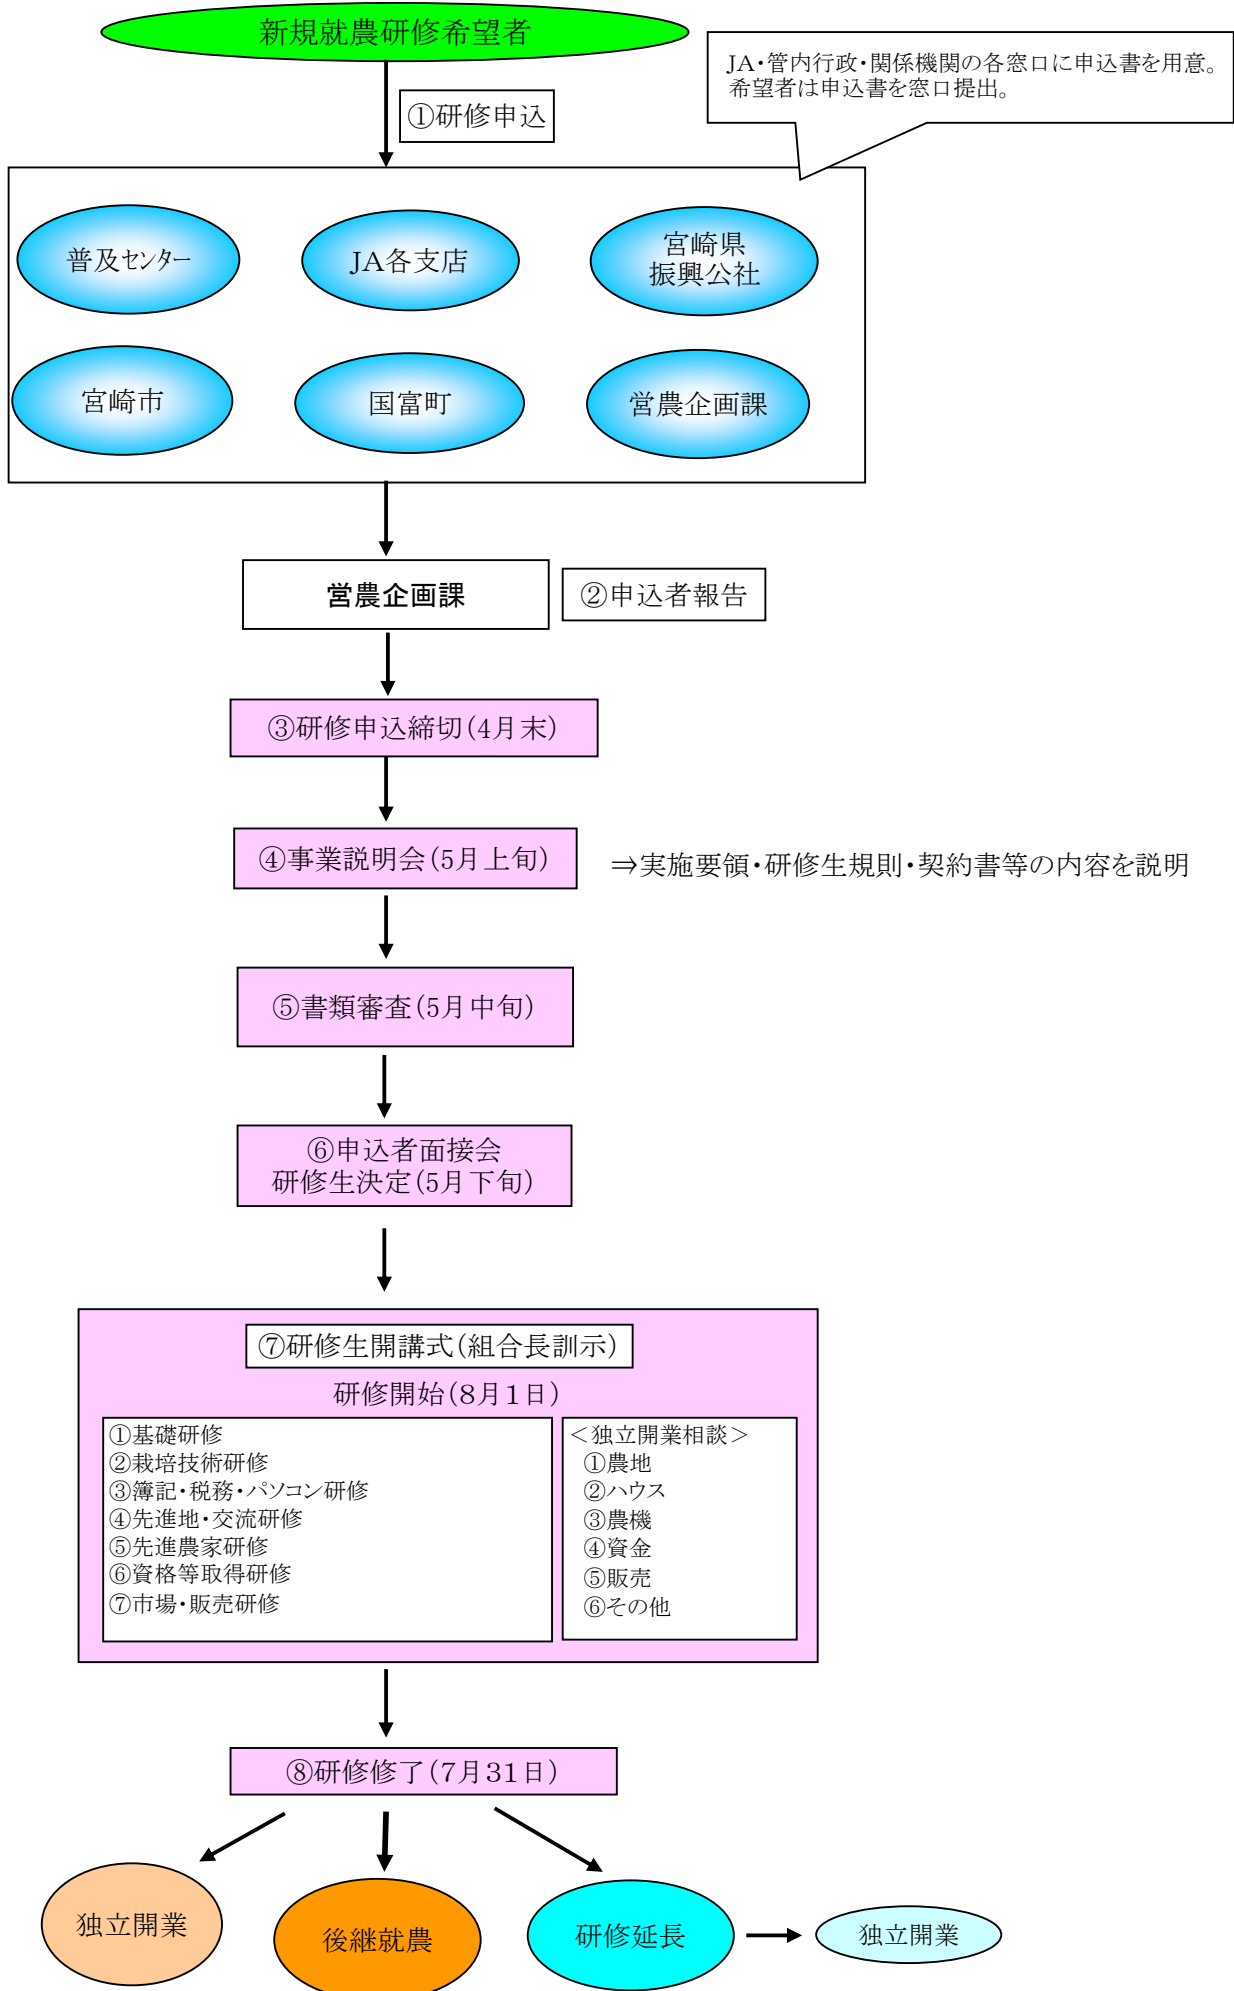 新規就農研修希望者
JA・管内行政・関係機関の各窓口に申込書を用意。
希望者は申込書を窓口提出。
①研修申込
普及センター
JA各支店
宮崎県
振興公社
宮崎市
国富町
営農企画課
営農企画課
②申込者報告
③研修申込締切(4月末)
④事業説明会(5月上旬)
⇒実施要領・研修生規則・契約書等の内容を説明
⑤書類審査(5月中旬)
⑥申込者面接会
研修生決定(5月下旬)
⑦研修生開講式(組合長訓示)
研修開始(8月1日)
①基礎研修
②栽培技術研修
③簿記・税務・パソコン研修
④先進地・交流研修
⑤先進農家研修
⑥資格等取得研修
⑦市場・販売研修
＜独立開業相談＞
①農地
②ハウス
③農機
④資金
⑤販売
⑥その他
⑧研修修了(7月31日)
独立開業
後継就農
研修延長
独立開業